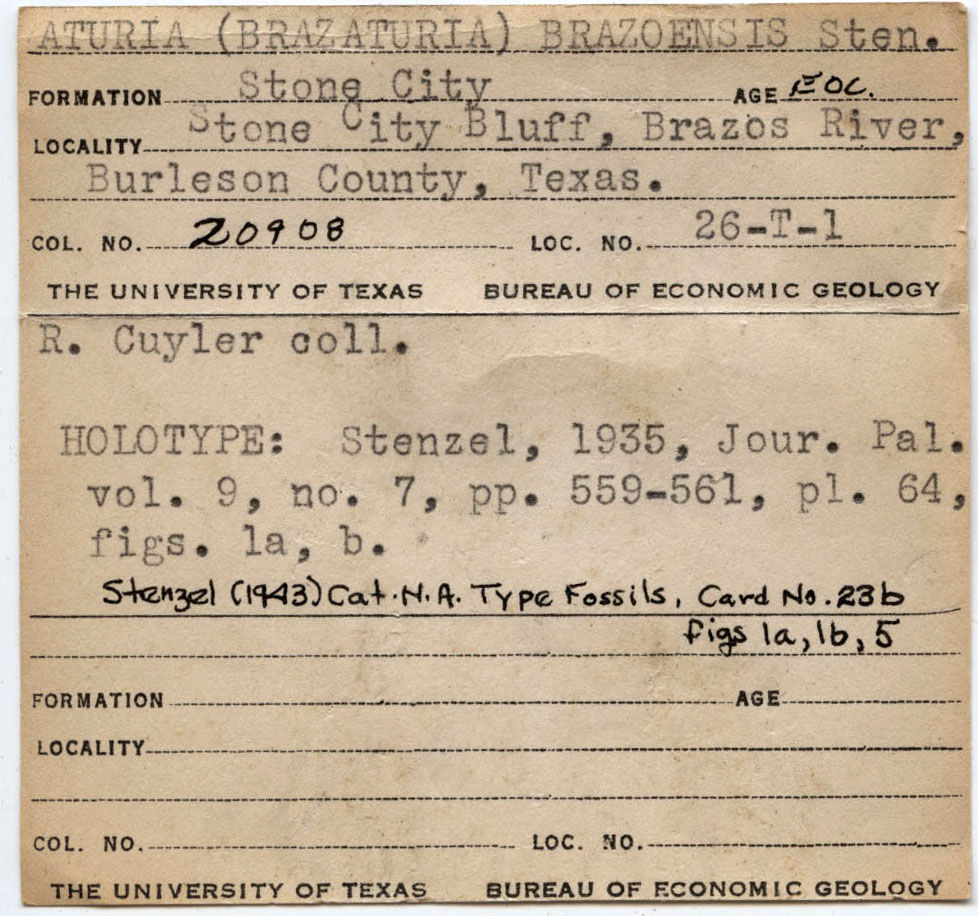 ATURIA (BRAZATURIA) BRAZOENSIS Sten.
FORMATION Stone City AGE EOC.
LOCALITY Stone City Bluff, Brazos River,
Burleson County, Texas.
COL. NO. 20908 LOC. NO. 26-T-1
THE UNIVERSITY OF TEXAS BUREAU OF ECONOMIC GEOLOGY
R. Cuyler coll.
HOLOTYPE: Stenzel, 1935, Jour. Pal.
vol. 9, no. 7, pp. 559-561, pl. 64,
figs. 1a, b.
Stenzel (1943) Cat. N.A. Type Fossils, Card No. 23b
figs 1a, 1b, 5
FORMATION AGE
LOCALITY
COL. NO. LOC. NO.
THE UNIVERSITY OF TEXAS BUREAU OF ECONOMIC GEOLOGY